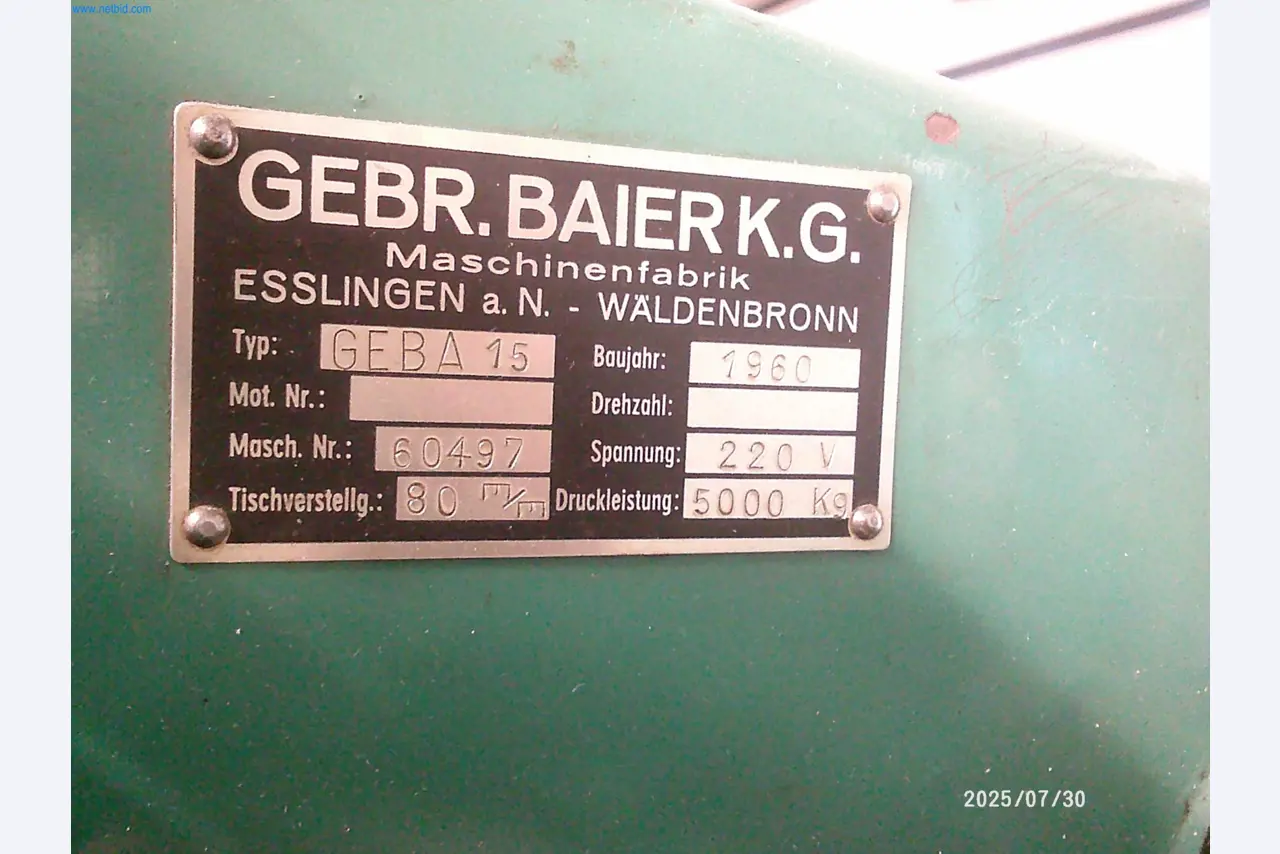 www.netbid.com
GEBR. BAIER K.G.
Maschinenfabrik
ESSLINGEN a. N. - WÄLDENBRONN
Typ: GEBA 15 Baujahr: 1960
Mot. Nr.: Drehzahl:
Masch. Nr.: 60497 Spannung: 220 V
Tischverstellg.: 80 Druckleistung: 5000 Kg
2025/07/30